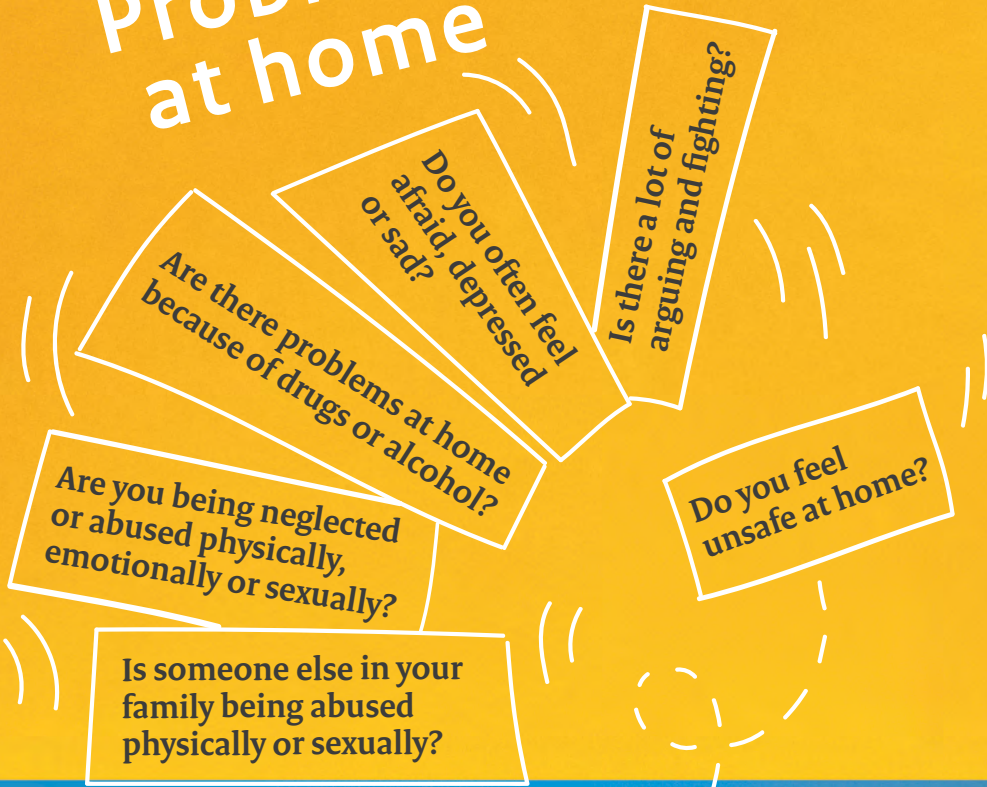 at home
Is there a lot of
arguing and fighting?
Do you often feel
afraid, depressed
or sad?
Are there problems at home
because of drugs or alcohol?
Do you feel
unsafe at home?
Are you being neglected
or abused physically,
emotionally or sexually?
Is someone else in your
family being abused
physically or sexually?